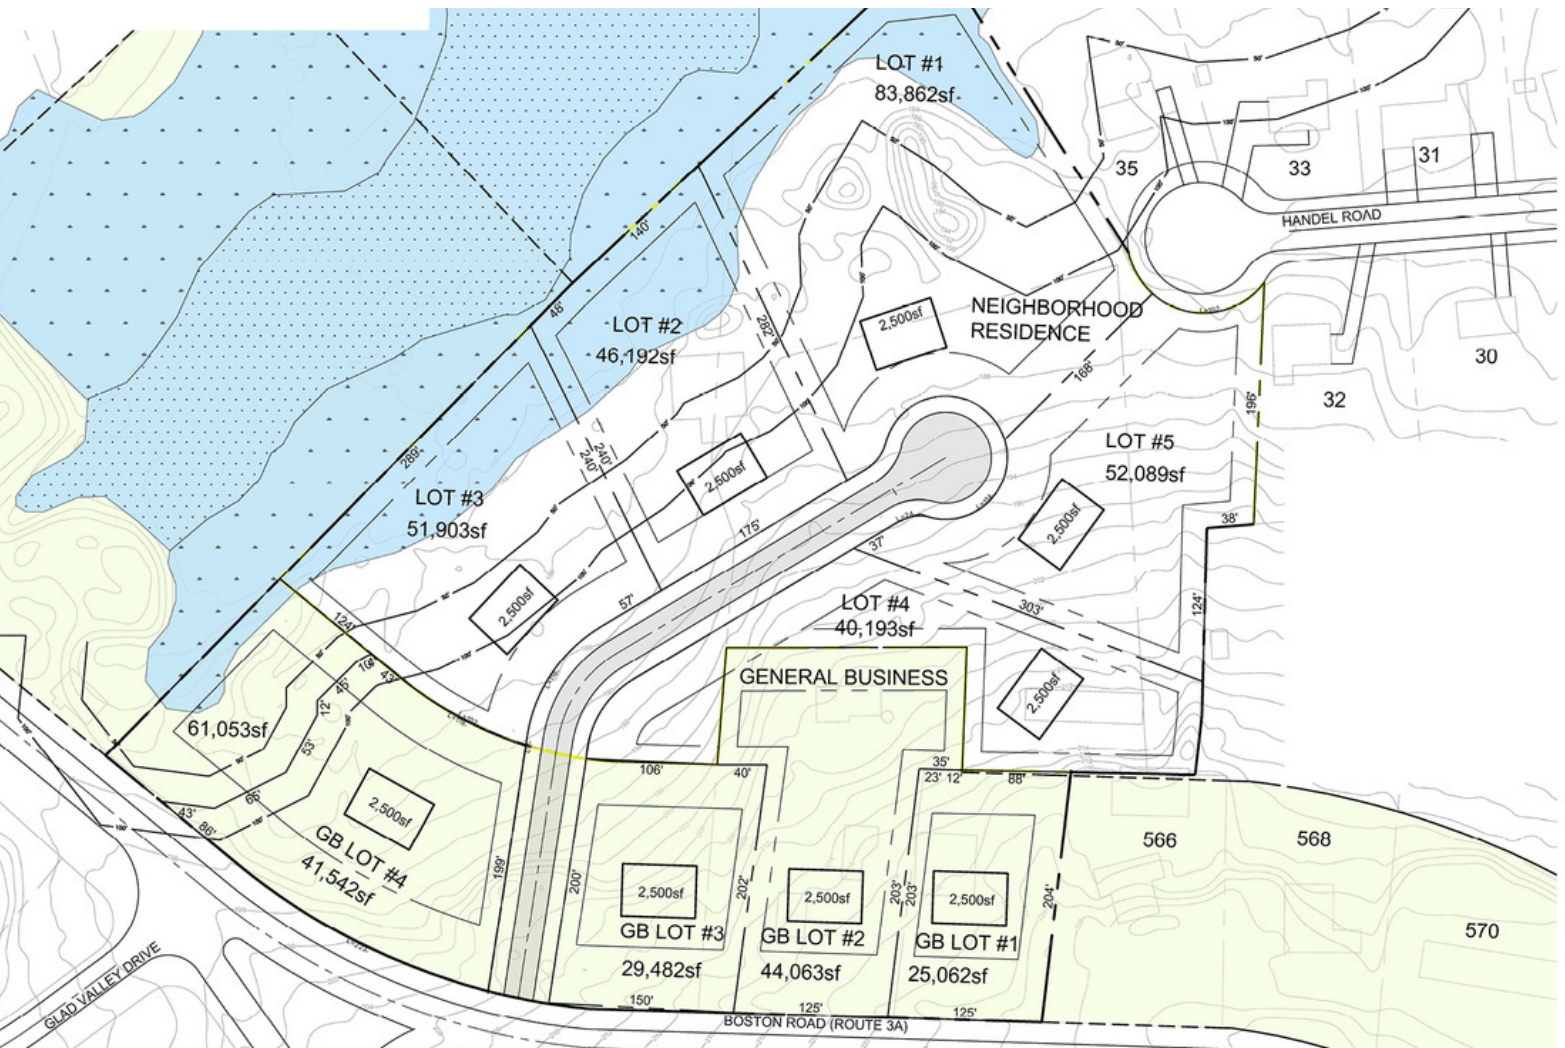 LOT #1
83,862sf
35
33
31
HANDEL ROAD
140'
48'
LOT #2
46,192sf
282'
2,500sf
NEIGHBORHOOD
RESIDENCE
168'
196'
30
32
289'
240'
240'
LOT #3
51,903sf
2,500sf
175'
LOT #5
52,089sf
2,500sf
38'
37'
124'
2,500sf
57'
124'
LOT #4
40,193sf
303'
GENERAL BUSINESS
2,500sf
104'
43'
45'
12'
53'
65'
61,053sf
43'
86'
106'
40'
35'
23' 12'
88'
2,500sf
GB LOT #4
41,542sf
199'
200'
2,500sf
GB LOT #3
29,482sf
202'
2,500sf
GB LOT #2
44,063sf
203'
203'
2,500sf
GB LOT #1
25,062sf
204'
566
568
570
150'
125'
125'
BOSTON ROAD (ROUTE 3A)
GLAD VALLEY DRIVE